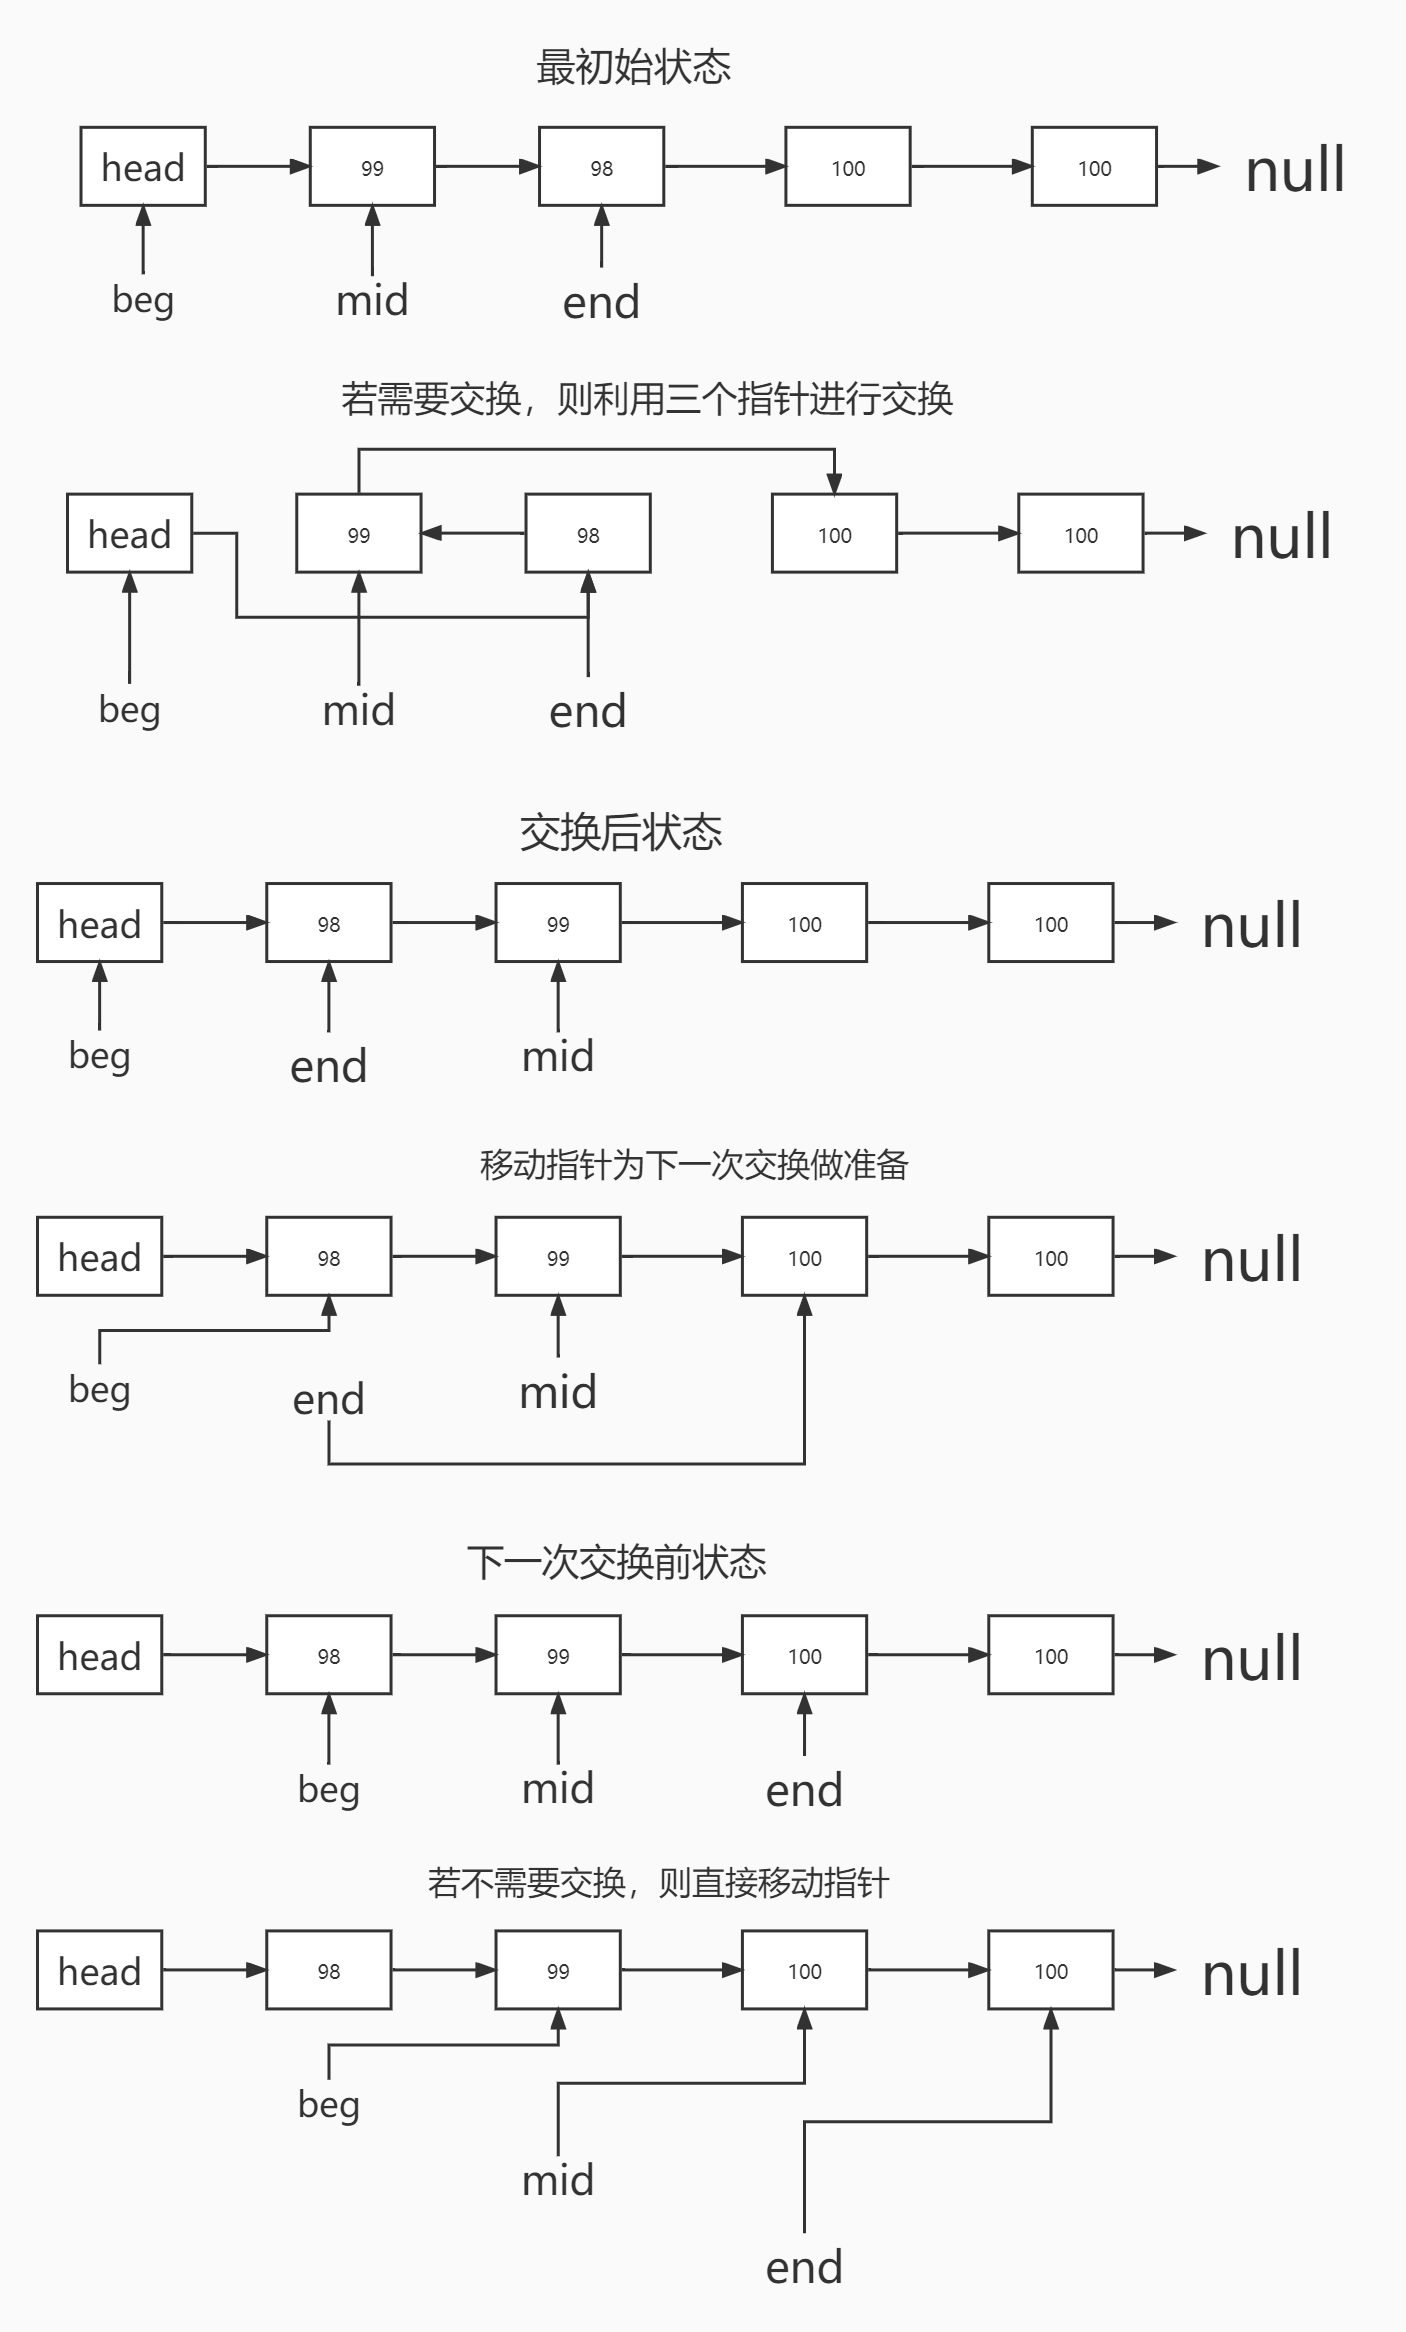 最初始状态
head 99 98 100 100 null
beg mid end
若需要交换，则利用三个指针进行交换
head 99 98 100 100 null
beg mid end
交换后状态
head 98 99 100 100 null
beg end mid
移动指针为下一次交换做准备
head 98 99 100 100 null
beg end mid
下一次交换前状态
head 98 99 100 100 null
beg mid end
若不需要交换，则直接移动指针
head 98 99 100 100 null
beg
mid
end